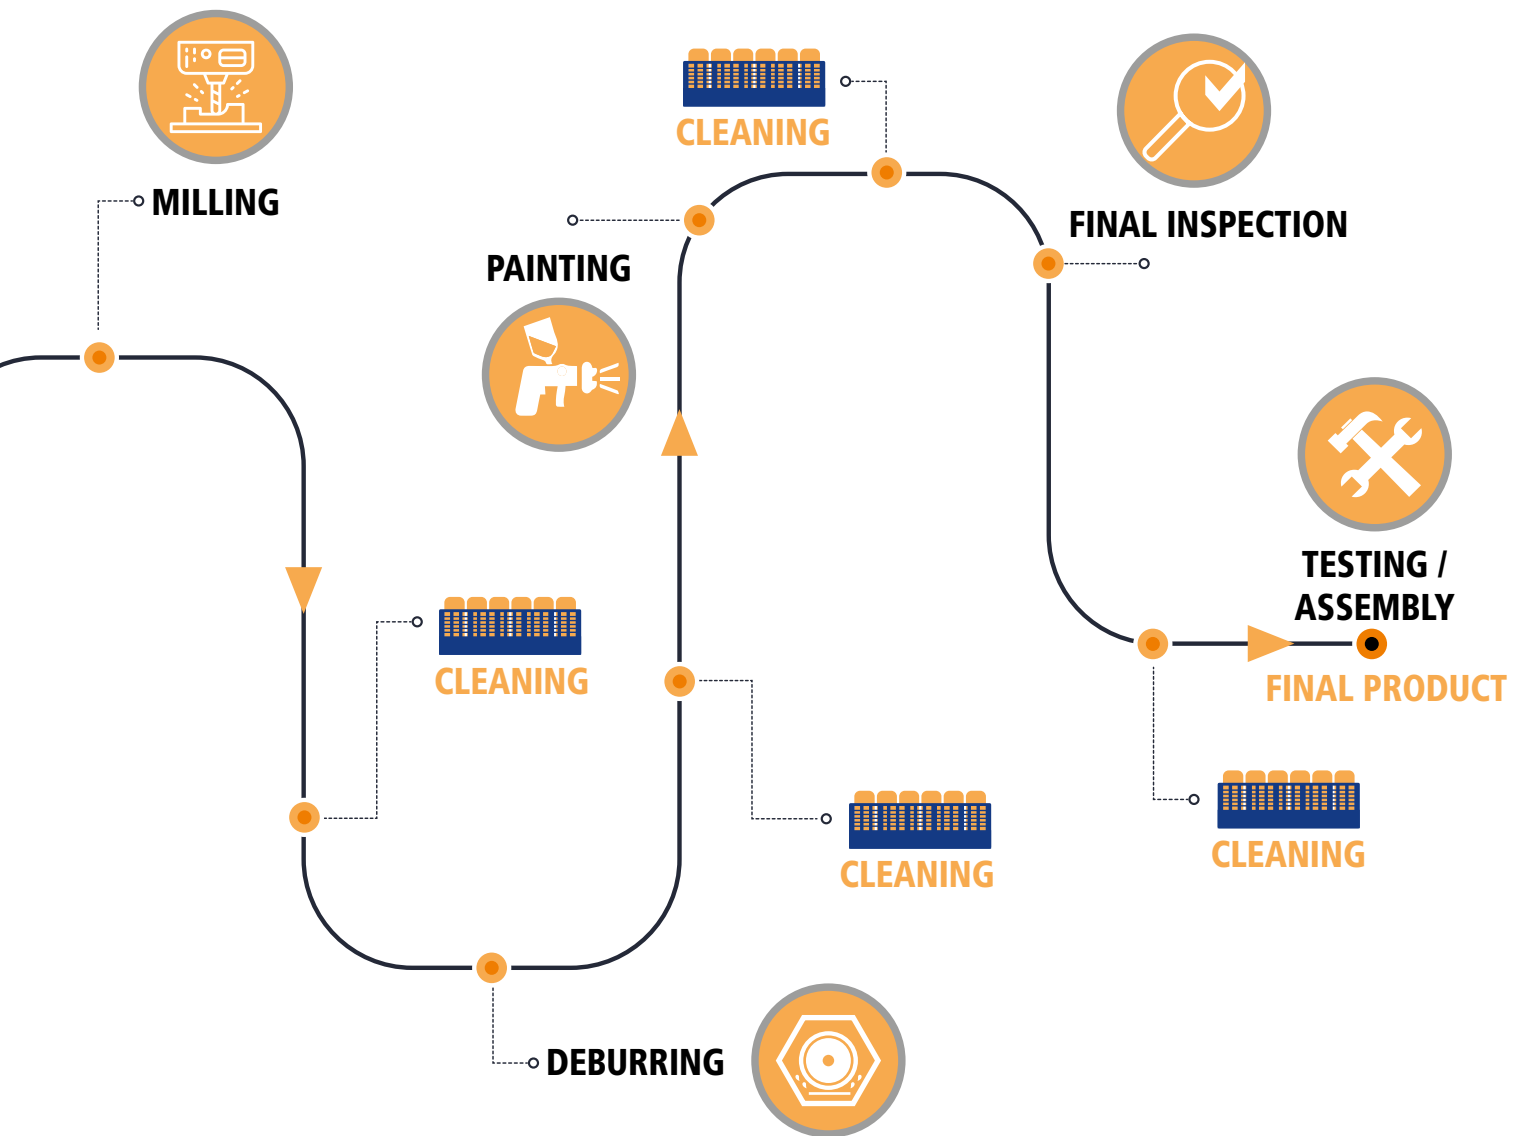 MILLING
CLEANING
PAINTING
FINAL INSPECTION
CLEANING
TESTING /
ASSEMBLY
FINAL PRODUCT
CLEANING
CLEANING
DEBURRING